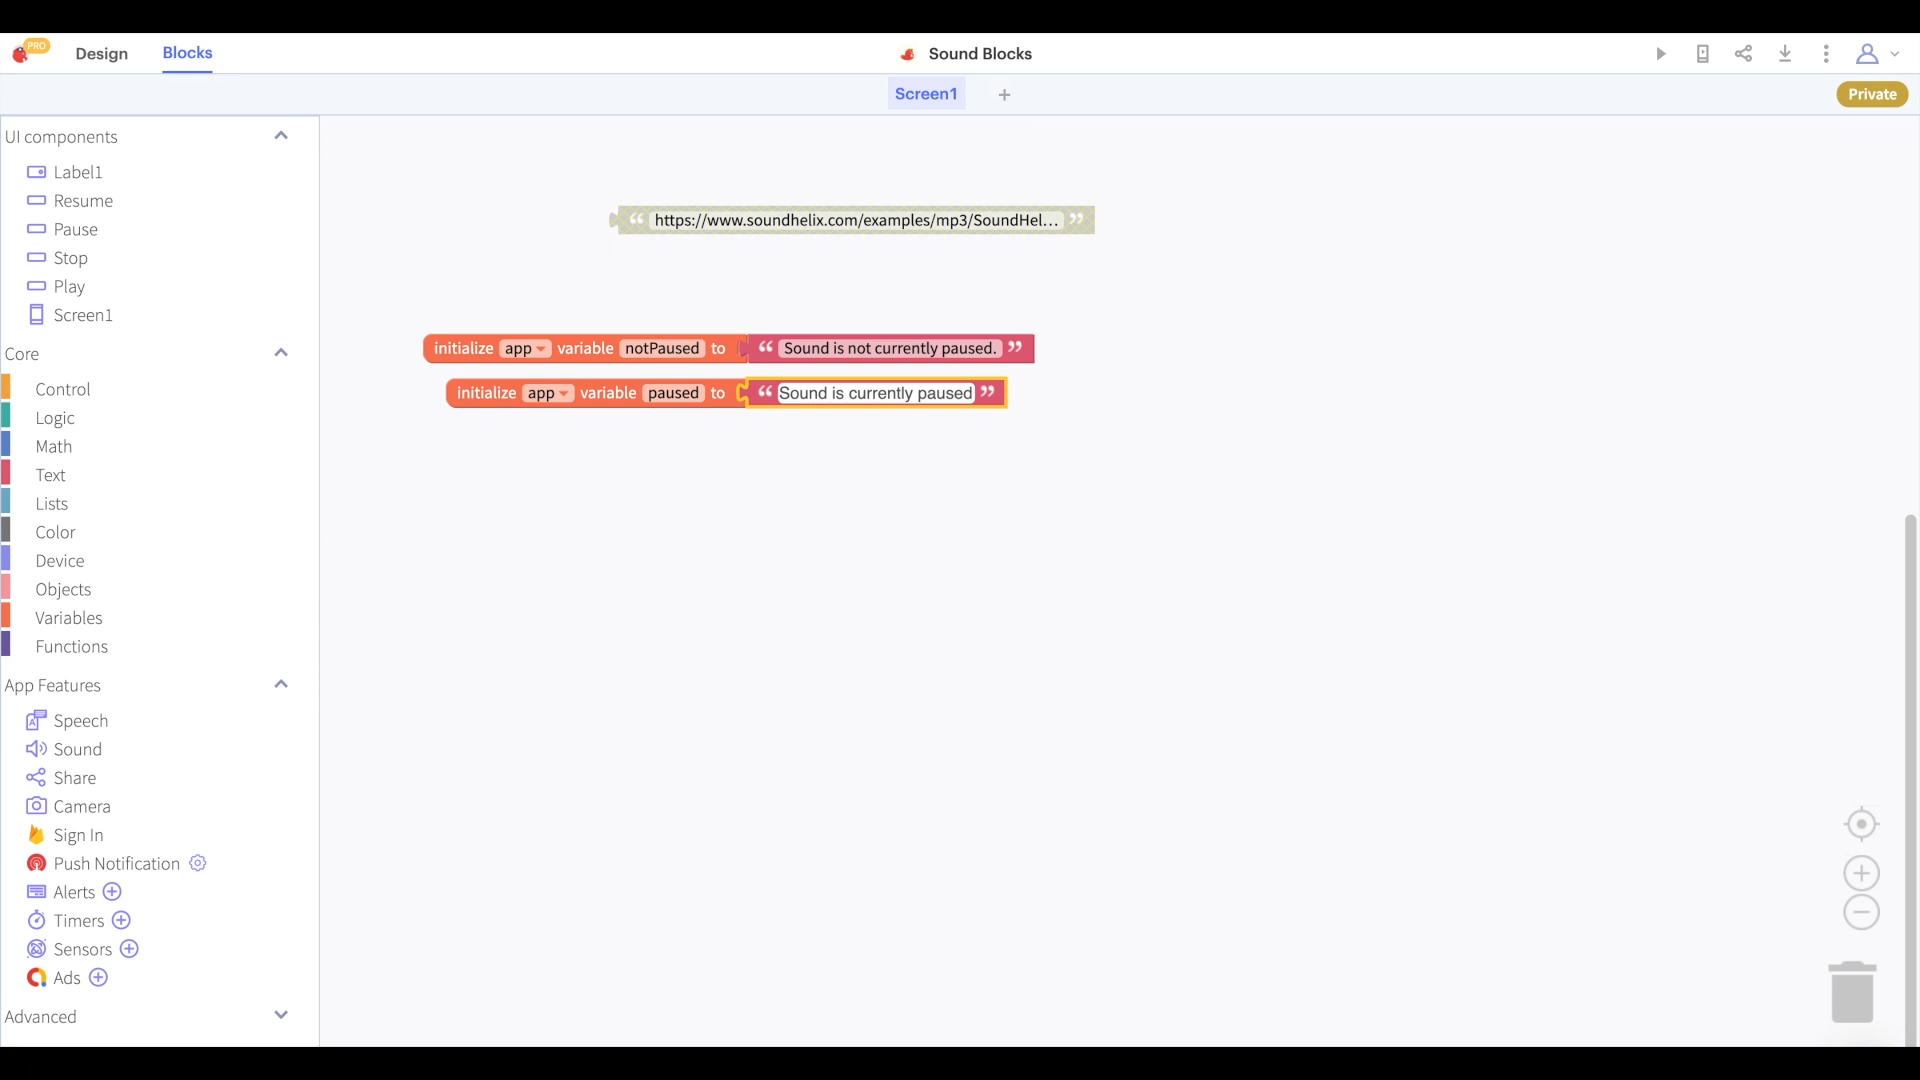 PRO
Design
Blocks
Sound Blocks
Screen1
+
Private
UI components
Label1
Resume
Pause
Stop
Play
Screen1
Core
Control
Logic
Math
Text
Lists
Color
Device
Objects
Variables
Functions
App Features
Speech
Sound
Share
Camera
Sign In
Push Notification
Alerts
Timers
Sensors
Ads
Advanced
“ https://www.soundhelix.com/examples/mp3/SoundHel... ”
initialize app variable notPaused to “ Sound is not currently paused. ”
initialize app variable paused to “ Sound is currently paused ”